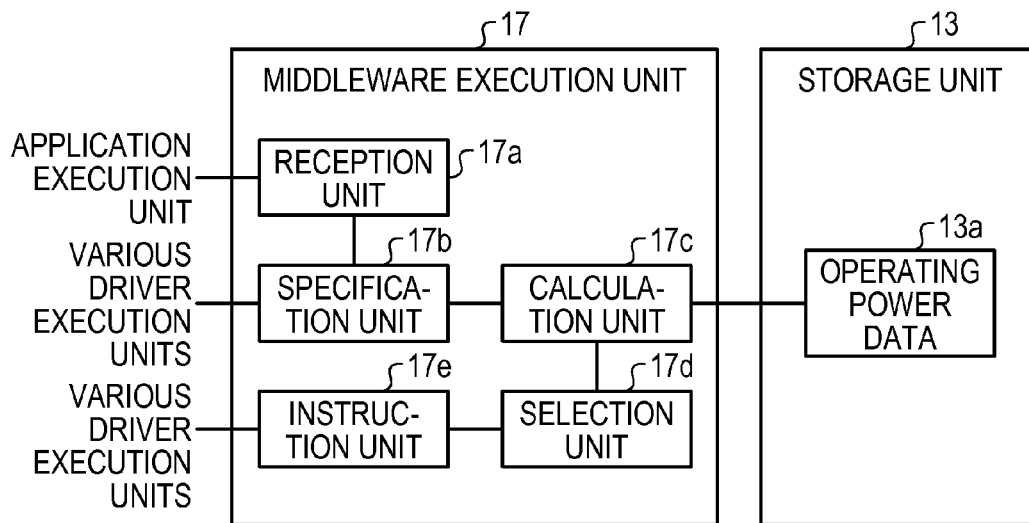 17
13
MIDDLEWARE EXECUTION UNIT
STORAGE UNIT
APPLICATION
EXECUTION
UNIT
RECEPTION
UNIT
17a
VARIOUS
DRIVER
EXECUTION
UNITS
17b
SPECIFICA-
TION UNIT
17c
CALCULA-
TION UNIT
13a
OPERATING
POWER
DATA
VARIOUS
DRIVER
EXECUTION
UNITS
17e
INSTRUC-
TION UNIT
17d
SELECTION
UNIT